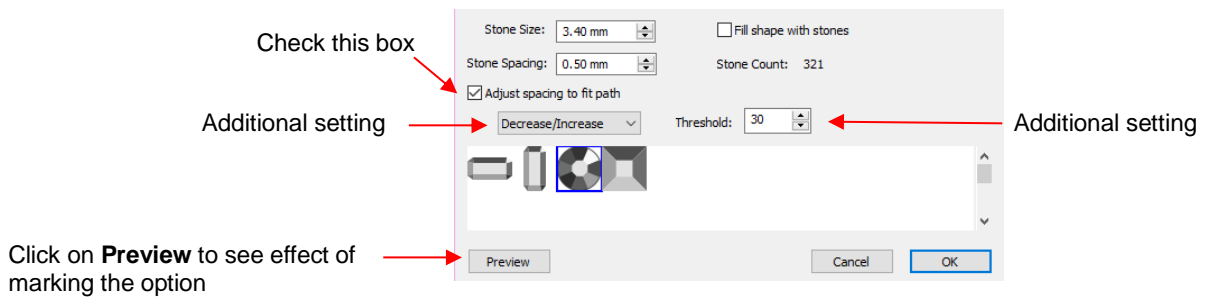 Stone Size: 3.40 mm Fill shape with stones
Check this box
Stone Spacing: 0.50 mm Stone Count: 321
Adjust spacing to fit path
Additional setting Decrease/Increase Threshold: 30 Additional setting
Click on Preview to see effect of
marking the option
Preview Cancel OK